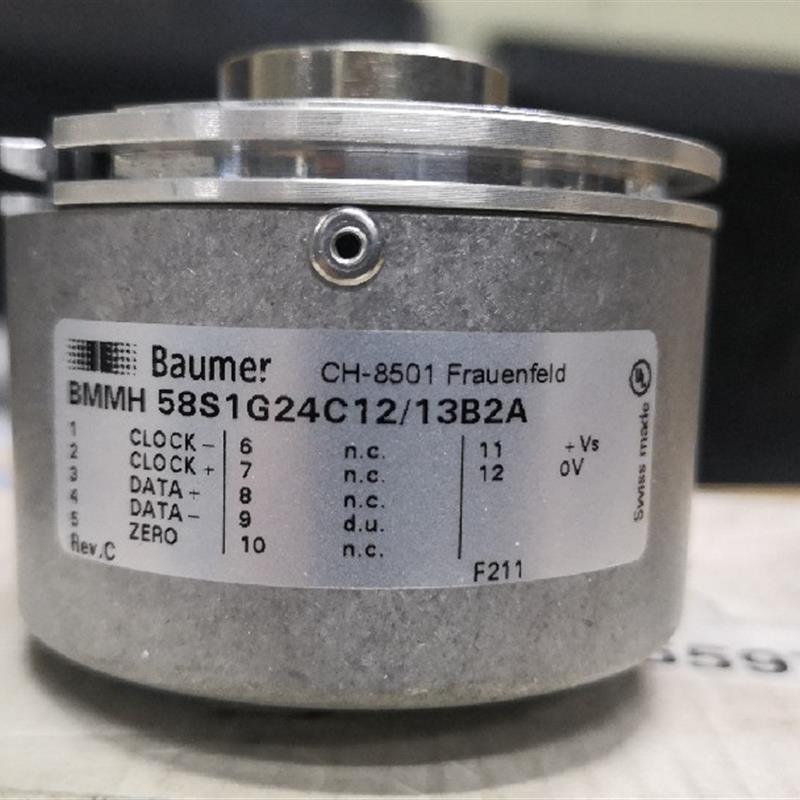 Baumer CH-8501 Frauenfeld
BMMH 58S1G24C12/13B2A
1 CLOCK- 6 n.c. 11 +Vs
2 CLOCK+ 7 n.c. 12 0V
3 DATA+ 8 n.c.
4 DATA- 9 d.u.
5 ZERO 10 n.c.
Rev.C F211
Swiss made
UL